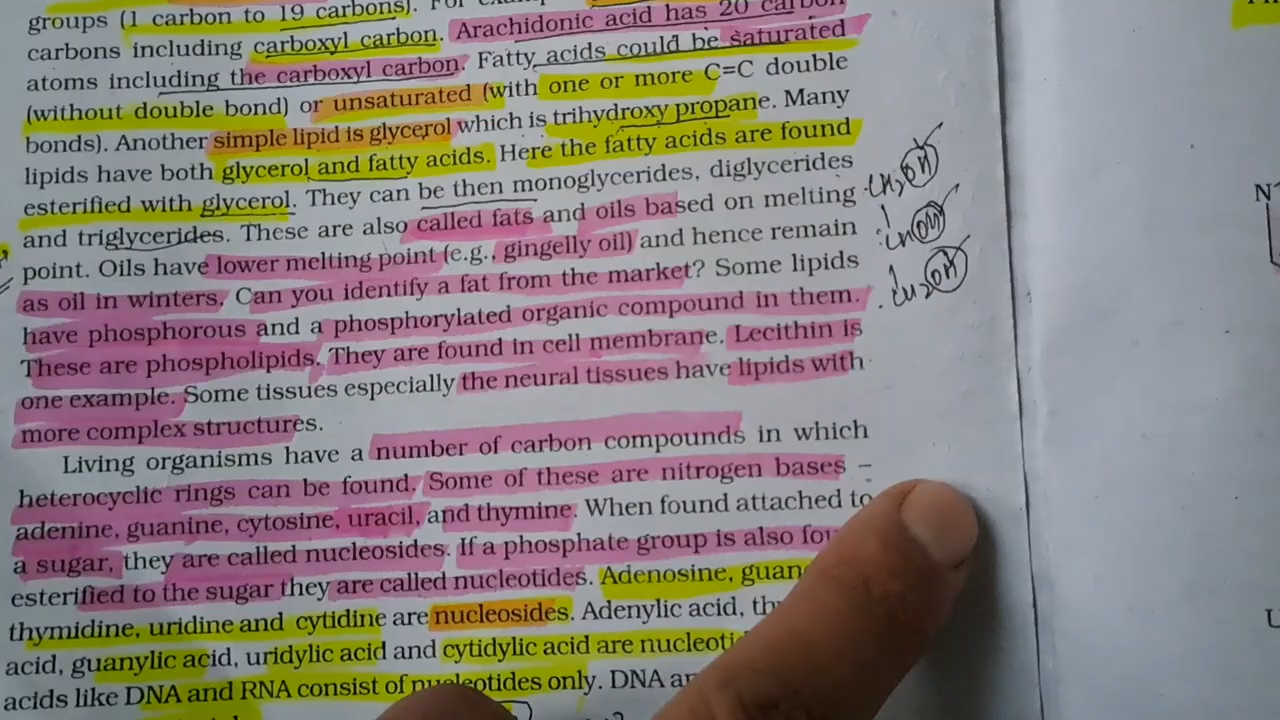 groups (1 carbon to 19 carbons). For
carbons including carboxyl carbon. Arachidonic acid has 20 carbon
atoms including the carboxyl carbon. Fatty acids could be saturated
(without double bond) or unsaturated (with one or more C=C double
bonds). Another simple lipid is glycerol which is trihydroxy propane. Many
lipids have both glycerol and fatty acids. Here the fatty acids are found
esterified with glycerol. They can be then monoglycerides, diglycerides
and triglycerides. These are also called fats and oils based on melting
point. Oils have lower melting point (e.g., gingelly oil) and hence remain
as oil in winters. Can you identify a fat from the market? Some lipids
have phosphorous and a phosphorylated organic compound in them.
These are phospholipids. They are found in cell membrane. Lecithin is
one example. Some tissues especially the neural tissues have lipids with
more complex structures.
Living organisms have a number of carbon compounds in which
heterocyclic rings can be found. Some of these are nitrogen bases –
adenine, guanine, cytosine, uracil, and thymine. When found attached to
a sugar, they are called nucleosides. If a phosphate group is also fou
esterified to the sugar they are called nucleotides. Adenosine, guan
thymidine, uridine and cytidine are nucleosides. Adenylic acid, th
acid, guanylic acid, uridylic acid and cytidylic acid are nucleoti
acids like DNA and RNA consist of nucleotides only. DNA an
CH2OH
CHOH
CH2OH
N